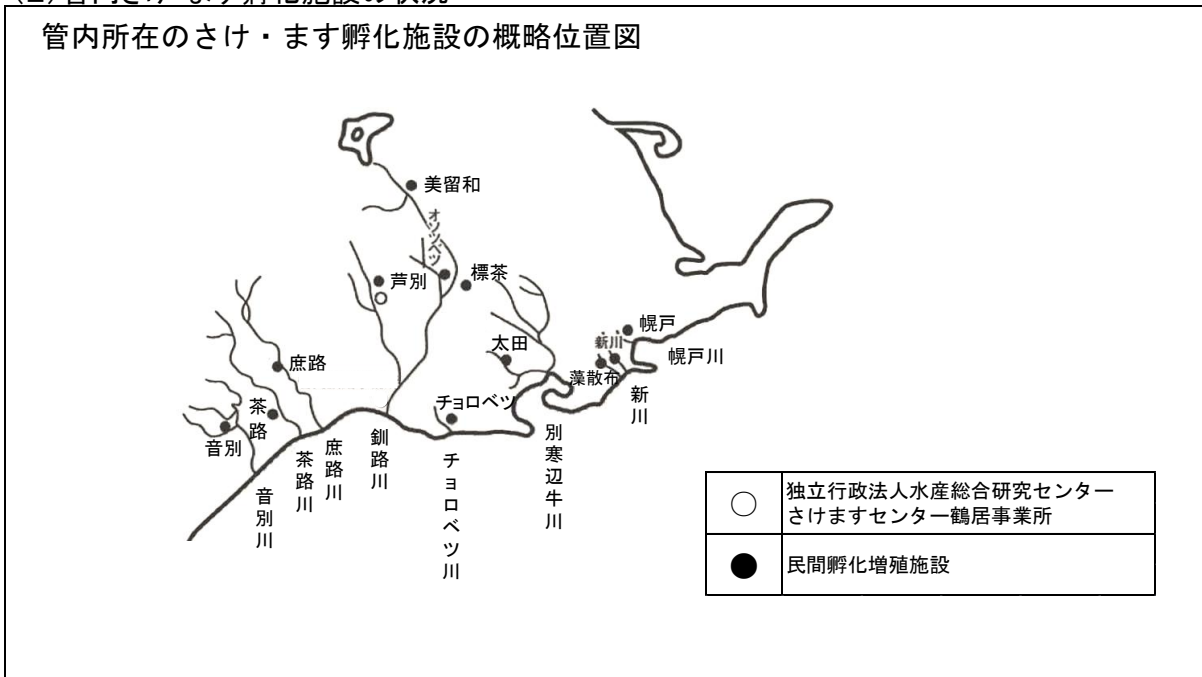 管内所在のさけ・ます孵化施設の概略位置図
美留和
オソツベツ
芦別
標茶
幌戸
新川
太田
幌戸川
庶路
藻散布
新川
チョロベツ
茶路
音別
別寒辺牛川
釧路川
庶路川
茶路川
チョロベツ川
音別川
○
独立行政法人水産総合研究センター
さけますセンター鶴居事業所
●
民間孵化増殖施設